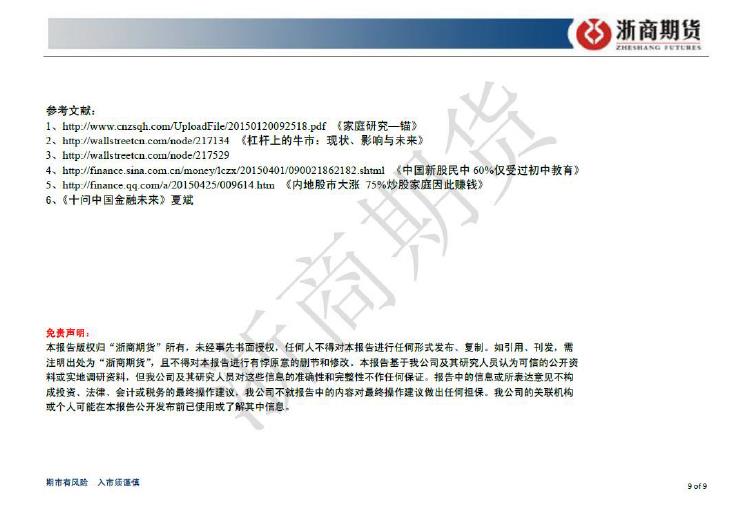 浙商期货
ZHESHANG FUTURES
参考文献：
1、http://www.cnzsqh.com/UploadFile/20150120092518.pdf 《家庭研究—锚》
2、http://wallstreetcn.com/node/217134 《杠杆上的牛市：现状、影响与未来》
3、http://wallstreetcn.com/node/217529
4、http://finance.sina.com.cn/money/lczx/20150401/090021862182.shtml 《中国新股民中 60%仅受过初中教育》
5、http://finance.qq.com/a/20150425/009614.htm 《内地股市大涨 75%炒股家庭因此赚钱》
6、《十问中国金融未来》夏斌
浙商期货
免责声明：
本报告版权归“浙商期货”所有，未经事先书面授权，任何人不得对本报告进行任何形式发布、复制。如引用、刊发，需
注明出处为“浙商期货”，且不得对本报告进行有悖原意的删节和修改。本报告基于我公司及其研究人员认为可信的公开资
料或实地调研资料，但我公司及其研究人员对这些信息的准确性和完整性不作任何保证。报告中的信息或所表达意见不构
成投资、法律、会计或税务的最终操作建议，我公司不就报告中的内容对最终操作建议做出任何担保。我公司的关联机构
或个人可能在本报告公开发布前已使用或了解其中信息。
期市有风险 入市须谨慎
9 of 9